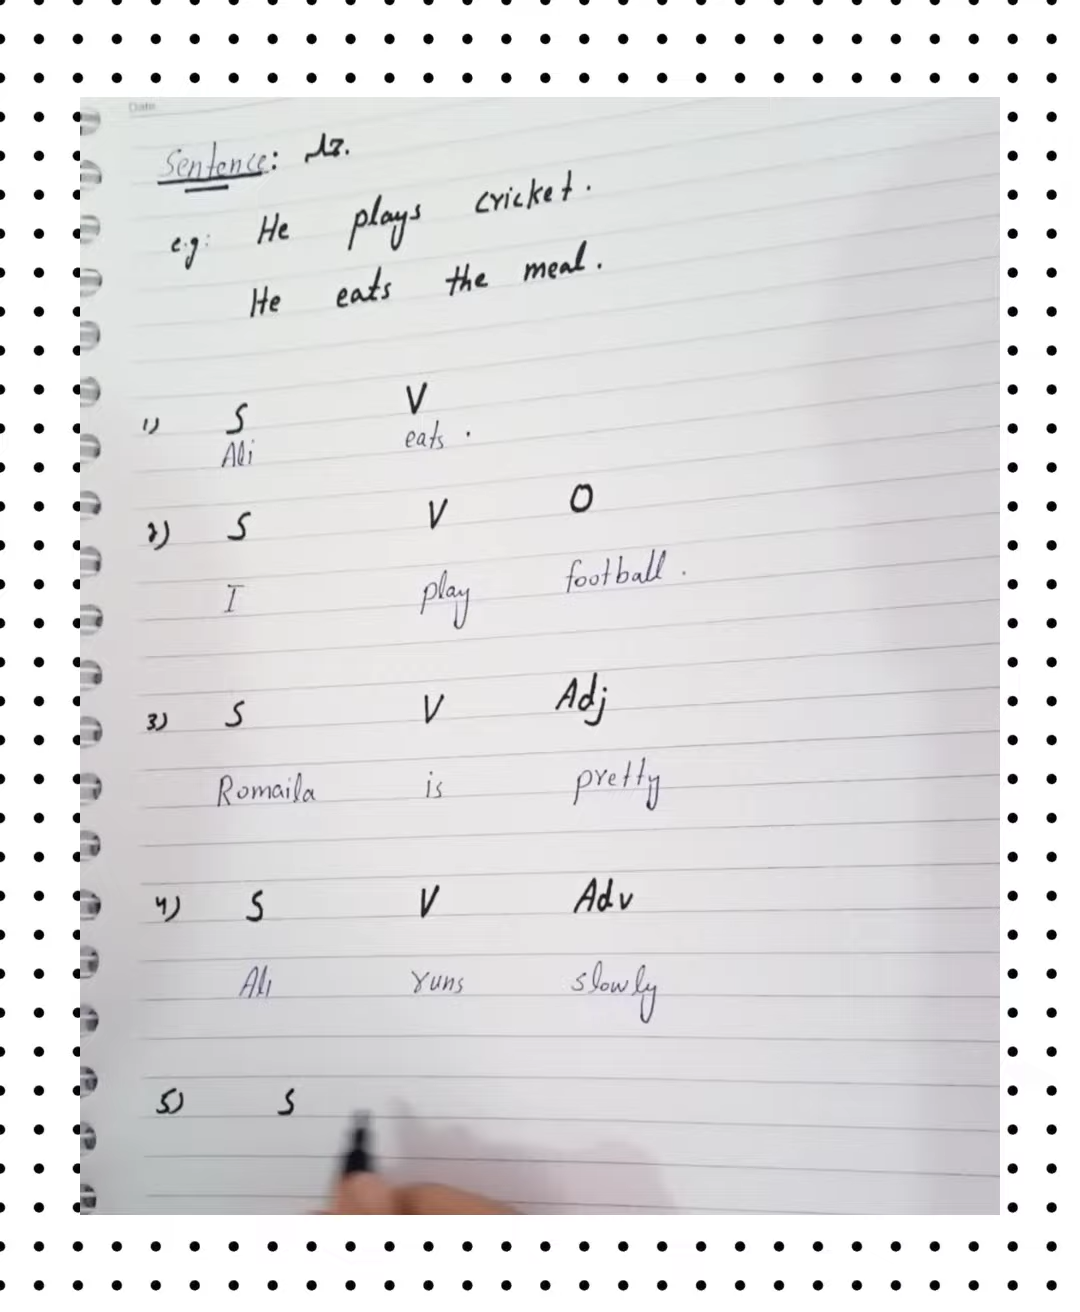 Date
Sentence:
e.g: He plays cricket.
He eats the meal.
1) S V
Ali eats.
2) S V O
I play football.
3) S V Adj
Romaila is pretty
4) S V Adv
Ali runs slowly
5) S